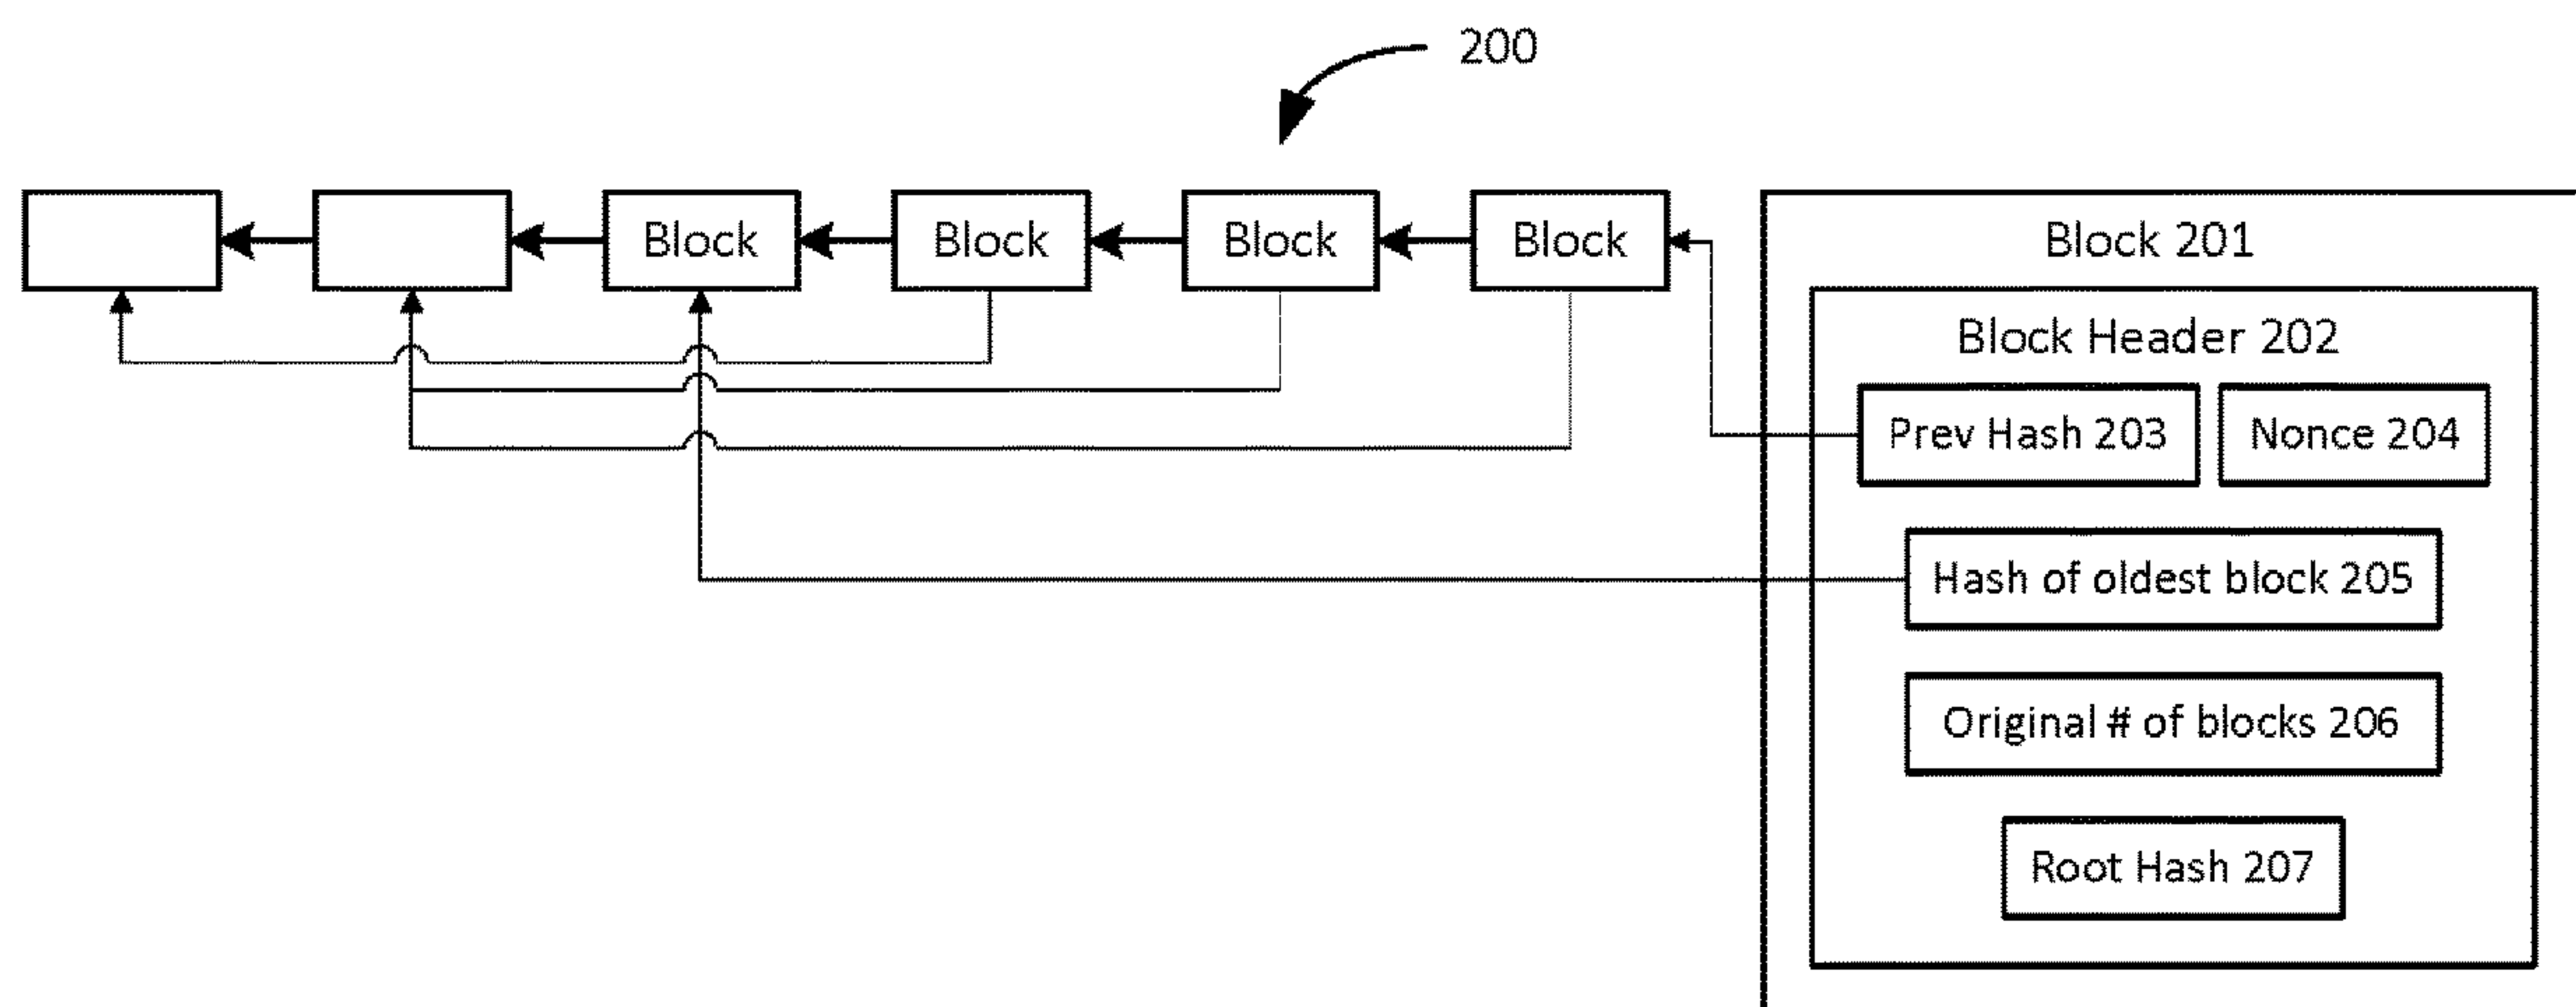 200
Block
Block
Block
Block
Block 201
Block Header 202
Prev Hash 203
Nonce 204
Hash of oldest block 205
Original # of blocks 206
Root Hash 207